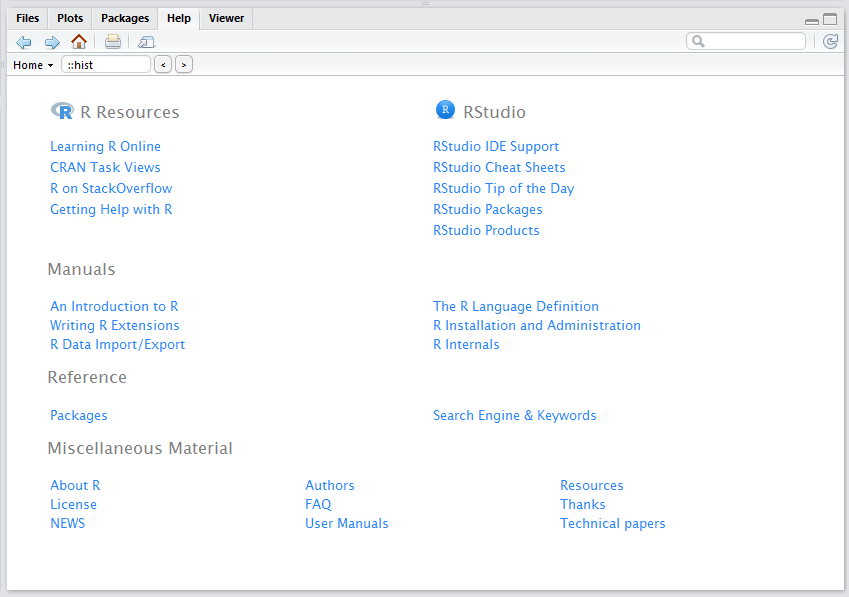 Files Plots Packages Help Viewer
Home ::hist < >
R Resources
Learning R Online
CRAN Task Views
R on StackOverflow
Getting Help with R
R RStudio
RStudio IDE Support
RStudio Cheat Sheets
RStudio Tip of the Day
RStudio Packages
RStudio Products
Manuals
An Introduction to R
Writing R Extensions
R Data Import/Export
The R Language Definition
R Installation and Administration
R Internals
Reference
Packages
Search Engine & Keywords
Miscellaneous Material
About R
License
NEWS
Authors
FAQ
User Manuals
Resources
Thanks
Technical papers